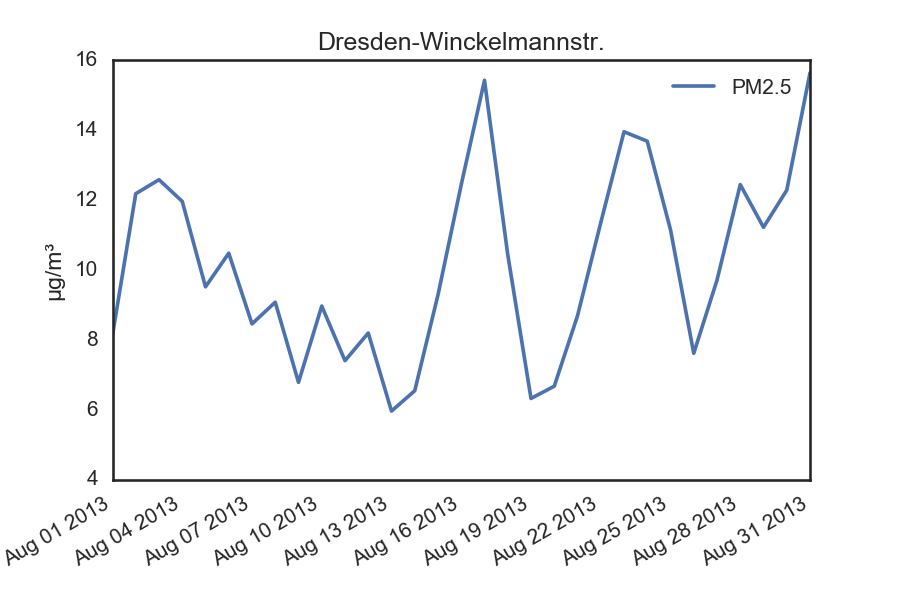 Dresden-Winckelmannstr.
PM2.5
µg/m³
16
14
12
10
8
6
4
Aug 01 2013
Aug 04 2013
Aug 07 2013
Aug 10 2013
Aug 13 2013
Aug 16 2013
Aug 19 2013
Aug 22 2013
Aug 25 2013
Aug 28 2013
Aug 31 2013